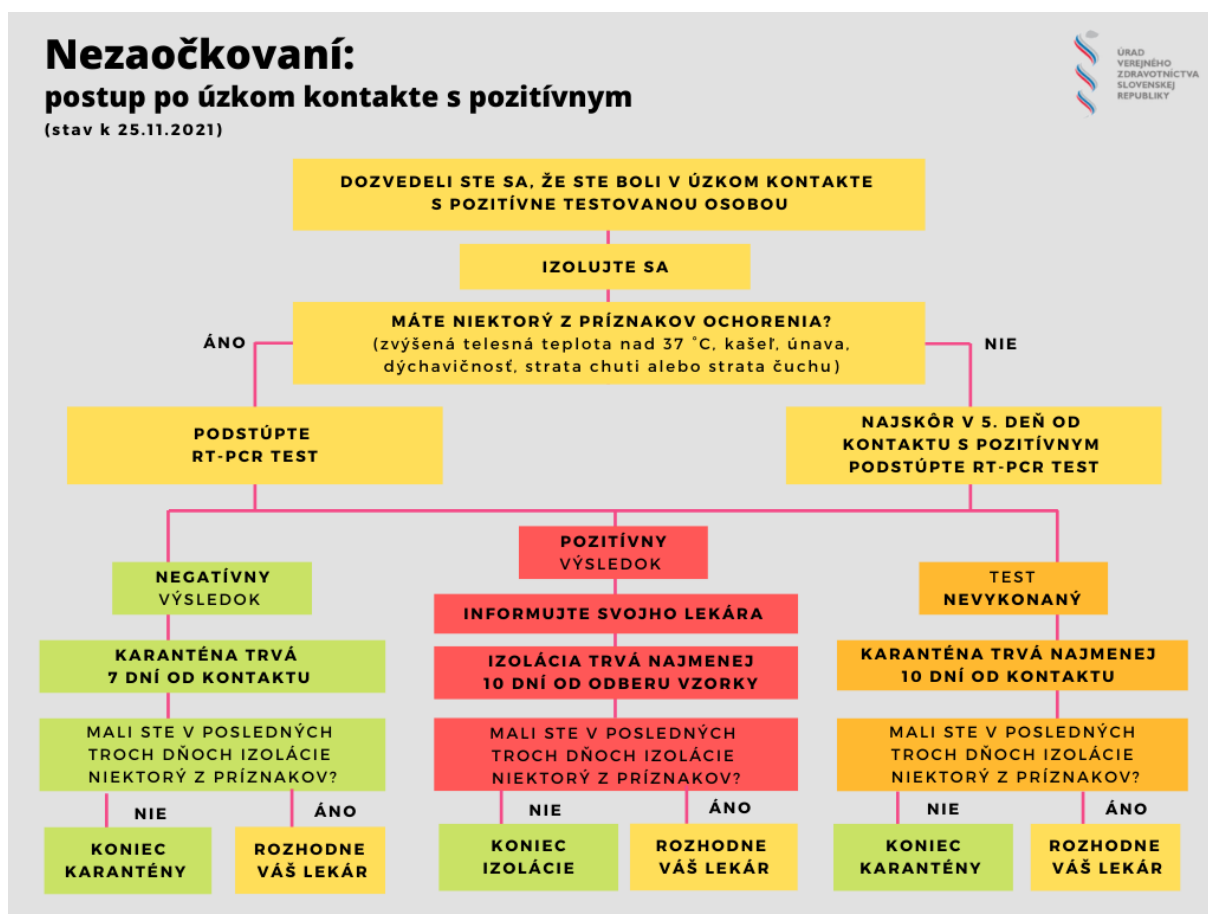 Nezaočkovaní:
postup po úzkom kontakte s pozitívnym
(stav k 25.11.2021)
ÚRAD
VEREJNÉHO
ZDRAVOTNÍCTVA
SLOVENSKEJ
REPUBLIKY
DOZVEDELI STE SA, ŽE STE BOLI V ÚZKOM KONTAKTE
S POZITÍVNE TESTOVANOU OSOBOU
IZOLUJTE SA
MÁTE NIEKTORÝ Z PRÍZNAKOV OCHORENIA?
(zvýšená telesná teplota nad 37 °C, kašeľ, únava,
dýchavičnosť, strata chuti alebo strata čuchu)
ÁNO
NIE
PODSTÚPTE
RT-PCR TEST
NAJSKÔR V 5. DEŇ OD
KONTAKTU S POZITÍVNYM
PODSTÚPTE RT-PCR TEST
NEGATÍVNY
VÝSLEDOK
KARANTÉNA TRVÁ
7 DNÍ OD KONTAKTU
MALI STE V POSLEDNÝCH
TROCH DŇOCH IZOLÁCIE
NIEKTORÝ Z PRÍZNAKOV?
NIE
ÁNO
KONIEC
KARANTÉNY
ROZHODNE
VÁŠ LEKÁR
POZITÍVNY
VÝSLEDOK
INFORMUJTE SVOJHO LEKÁRA
IZOLÁCIA TRVÁ NAJMENEJ
10 DNÍ OD ODBERU VZORKY
MALI STE V POSLEDNÝCH
TROCH DŇOCH IZOLÁCIE
NIEKTORÝ Z PRÍZNAKOV?
NIE
ÁNO
KONIEC
IZOLÁCIE
ROZHODNE
VÁŠ LEKÁR
TEST
NEVYKONANÝ
KARANTÉNA TRVÁ NAJMENEJ
10 DNÍ OD KONTAKTU
MALI STE V POSLEDNÝCH
TROCH DŇOCH IZOLÁCIE
NIEKTORÝ Z PRÍZNAKOV?
NIE
ÁNO
KONIEC
KARANTÉNY
ROZHODNE
VÁŠ LEKÁR